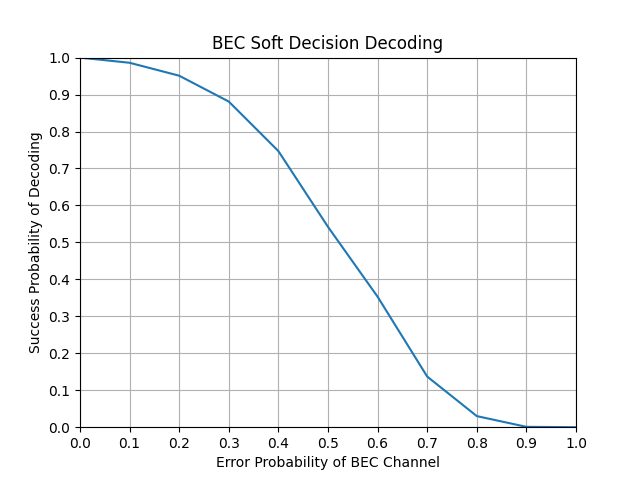 BEC Soft Decision Decoding
Success Probability of Decoding
1.0
0.9
0.8
0.7
0.6
0.5
0.4
0.3
0.2
0.1
0.0
0.0 0.1 0.2 0.3 0.4 0.5 0.6 0.7 0.8 0.9 1.0
Error Probability of BEC Channel